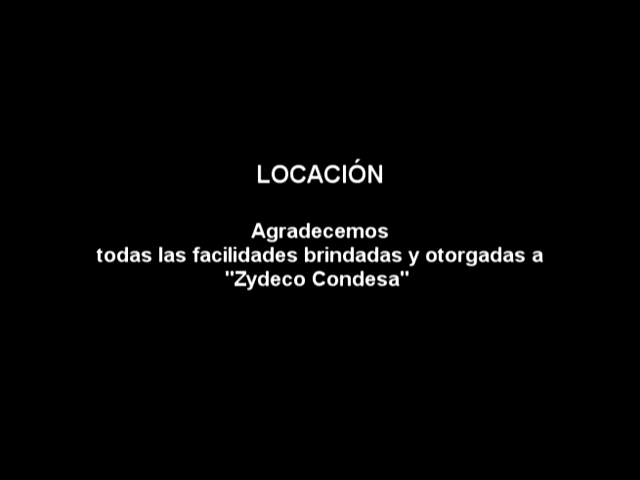 LOCACIÓN
Agradecemos
todas las facilidades brindadas y otorgadas a
"Zydeco Condesa"